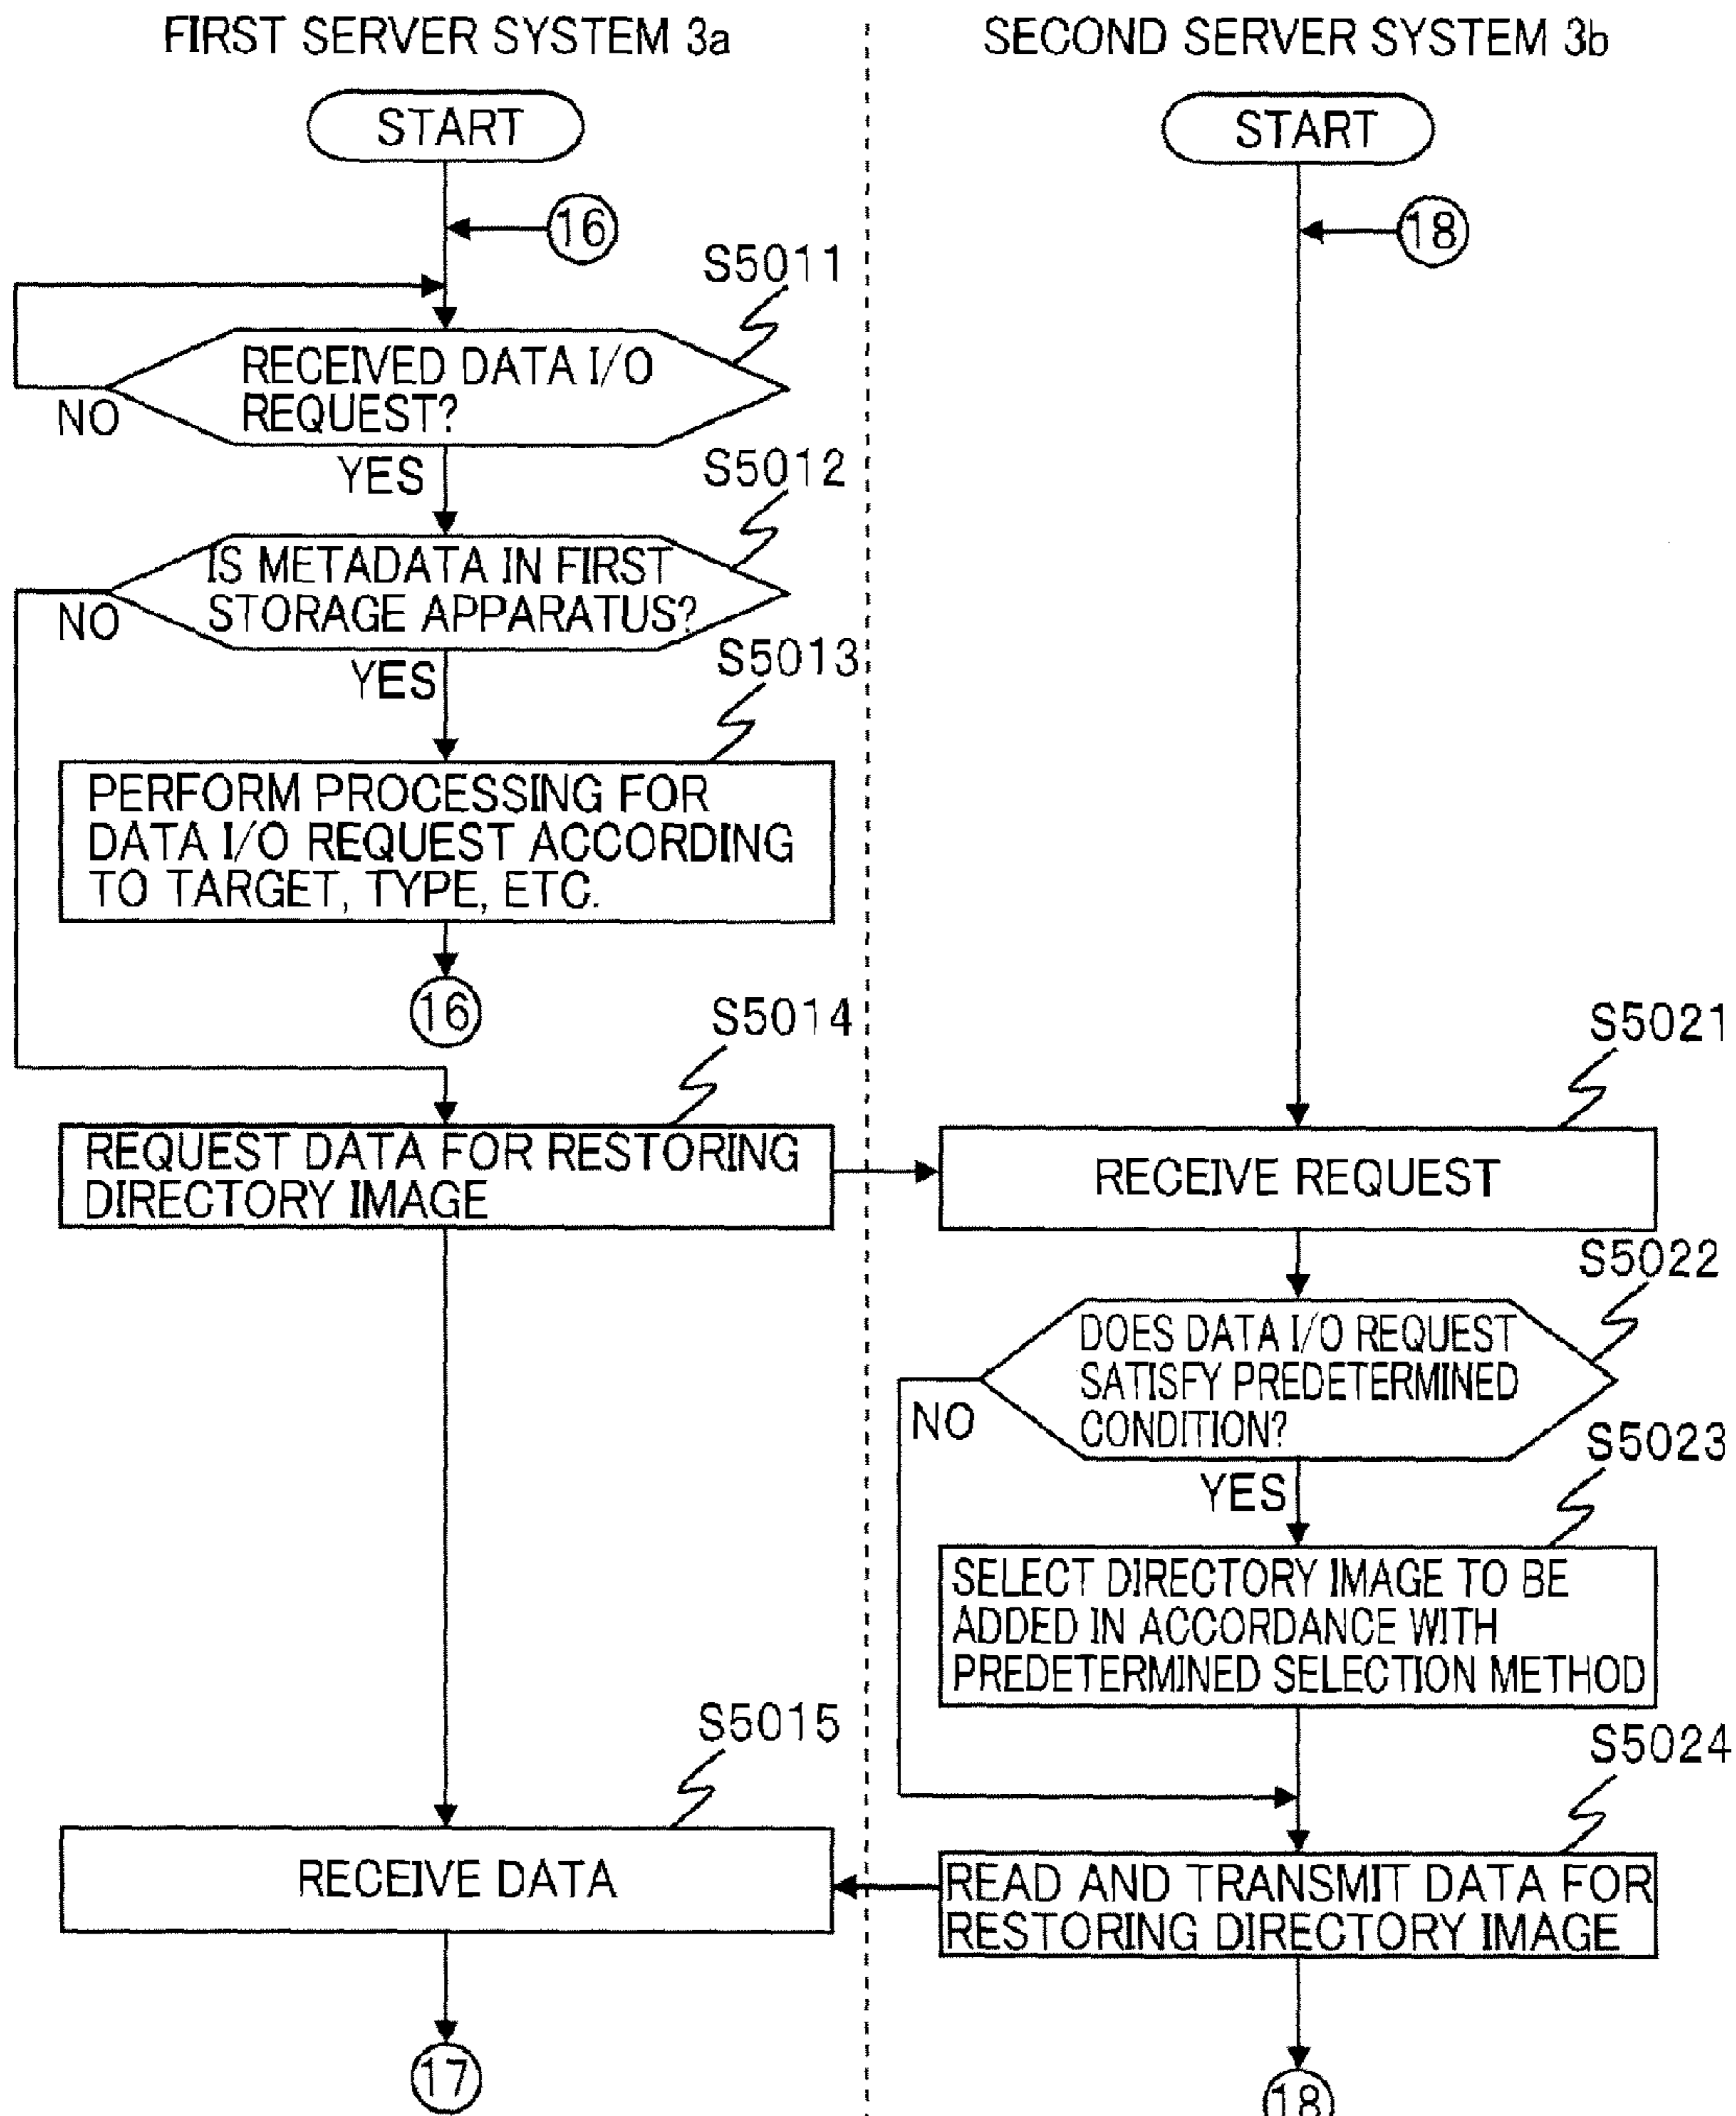 FIRST SERVER SYSTEM 3a
START
16
S5011
RECEIVED DATA I/O
REQUEST?
NO
YES
S5012
IS METADATA IN FIRST
STORAGE APPARATUS?
NO
YES
S5013
PERFORM PROCESSING FOR
DATA I/O REQUEST ACCORDING
TO TARGET, TYPE, ETC.
16
S5014
REQUEST DATA FOR RESTORING
DIRECTORY IMAGE
S5015
RECEIVE DATA
17
SECOND SERVER SYSTEM 3b
START
18
S5021
RECEIVE REQUEST
S5022
DOES DATA I/O REQUEST
SATISFY PREDETERMINED
CONDITION?
NO
YES
S5023
SELECT DIRECTORY IMAGE TO BE
ADDED IN ACCORDANCE WITH
PREDETERMINED SELECTION METHOD
S5024
READ AND TRANSMIT DATA FOR
RESTORING DIRECTORY IMAGE
18